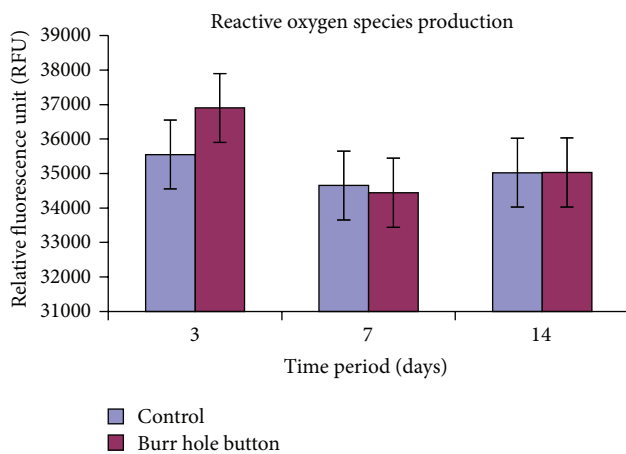 Reactive oxygen species production
Relative fluorescence unit (RFU)
39000
38000
37000
36000
35000
34000
33000
32000
31000
3 7 14
Time period (days)
Control
Burr hole button